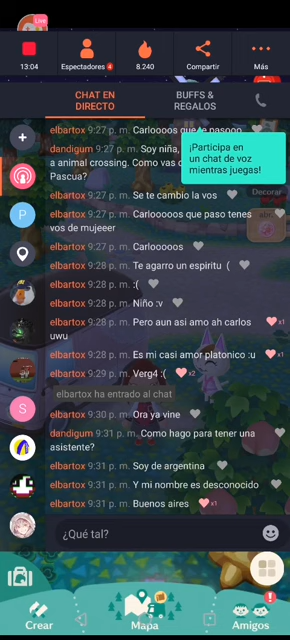 Live
13:04
Espectadores 4
8.240
Compartir
Más
CHAT EN
DIRECTO
BUFFS &
REGALOS
elbartox 9:27 p. m. Carloooos que te pasooo
dandigum 9:27 p. m. Soy niña,
a animal crossing. Como vas c
Pascua?
¡Participa en
un chat de voz
mientras juegas!
Decorar
elbartox 9:27 p. m. Se te cambio la vos
elbartox 9:27 p. m. Carlooooos que paso tenes
vos de mujeeer
elbartox 9:27 p. m. Carlooooos
elbartox 9:28 p. m. Te agarro un espiritu :(
elbartox 9:28 p. m. :(
elbartox 9:28 p. m. Niño :v
elbartox 9:28 p. m. Pero aun asi amo ah carlos
uwu
x1
elbartox 9:28 p. m. Es mi casi amor platonico :u
x1
elbartox 9:29 p. m. Verg4 :(
x2
elbartox ha entrado al chat
elbartox 9:30 p. m. Ora ya vine
dandigum 9:31 p. m. Como hago para tener una
asistente?
elbartox 9:31 p. m. Soy de argentina
elbartox 9:31 p. m. Y mi nombre es desconocido
elbartox 9:31 p. m. Buenos aires
x1
P
S
¿Qué tal?
Crear
Mapa
Amigos